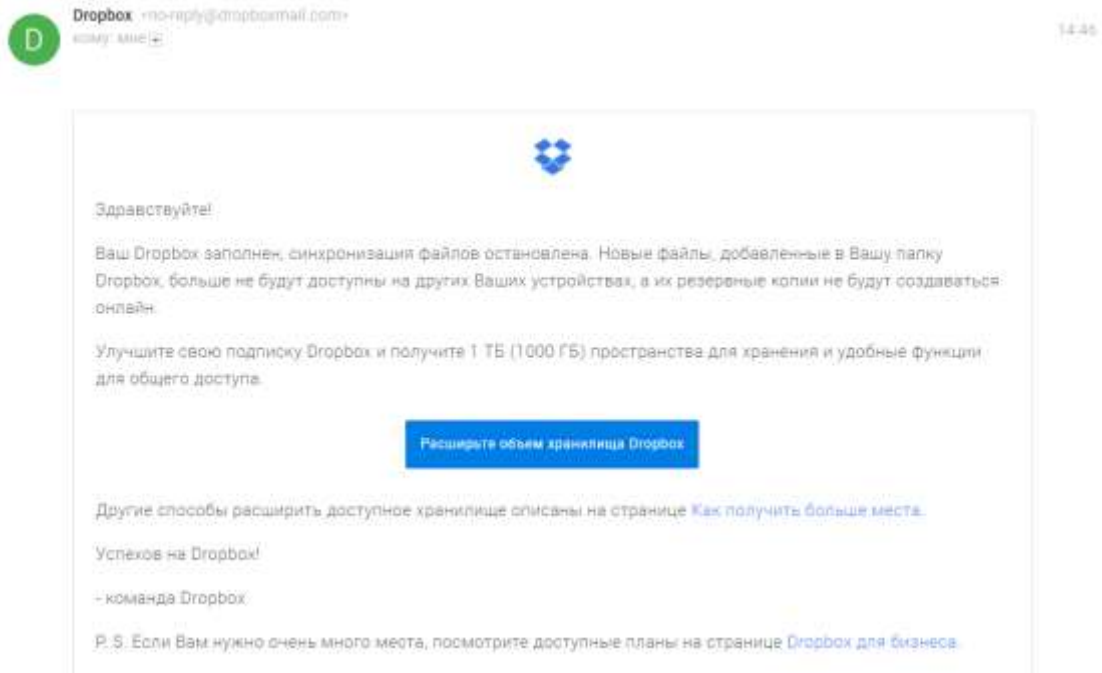 Dropbox <no-reply@dropboxmail.com>
D
кому: мне
14:46
Здравствуйте!
Ваш Dropbox заполнен, синхронизация файлов остановлена. Новые файлы, добавленные в Вашу папку
Dropbox, больше не будут доступны на других Ваших устройствах, а их резервные копии не будут создаваться
онлайн.
Улучшите свою подписку Dropbox и получите 1 ТБ (1000 ГБ) пространства для хранения и удобные функции
для общего доступа.
Расширьте объем хранилища Dropbox
Другие способы расширить доступное хранилище описаны на странице Как получить больше места.
Успехов на Dropbox!
- команда Dropbox
P. S. Если Вам нужно очень много места, посмотрите доступные планы на странице Dropbox для бизнеса.